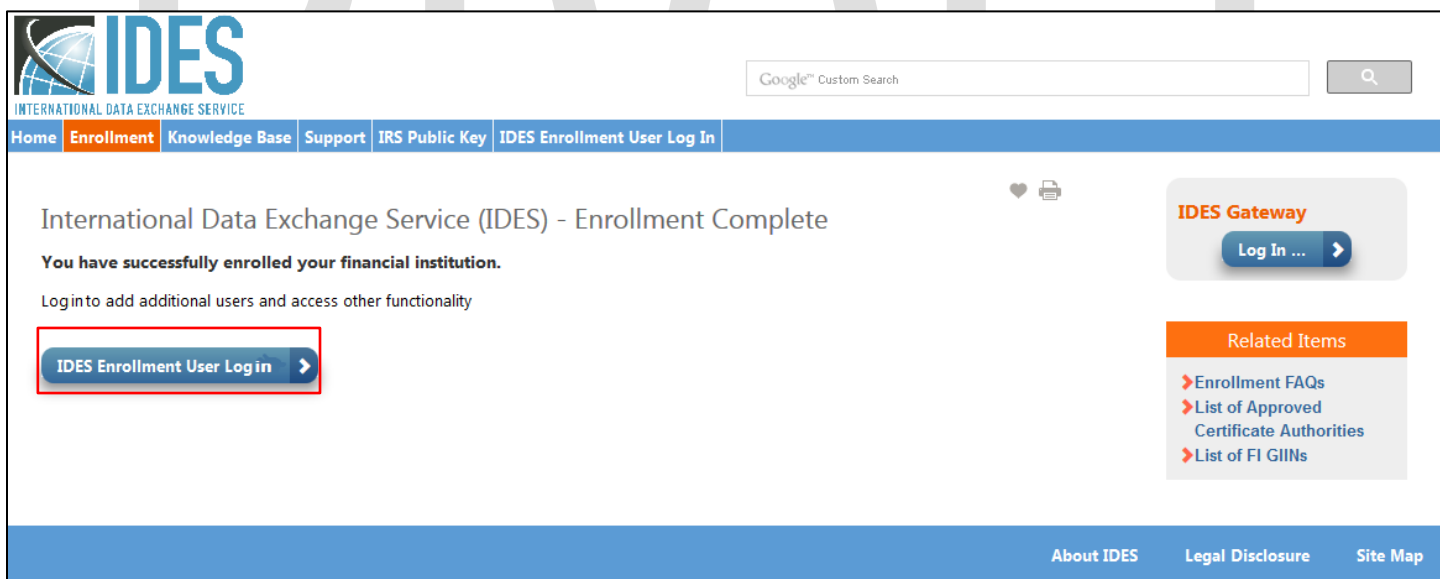 IDES
INTERNATIONAL DATA EXCHANGE SERVICE
Google™ Custom Search
Home Enrollment Knowledge Base Support IRS Public Key IDES Enrollment User Log In
International Data Exchange Service (IDES) - Enrollment Complete
You have successfully enrolled your financial institution.
Log in to add additional users and access other functionality
IDES Enrollment User Log in
IDES Gateway
Log In ...
Related Items
Enrollment FAQs
List of Approved
Certificate Authorities
List of FI GIINs
About IDES Legal Disclosure Site Map